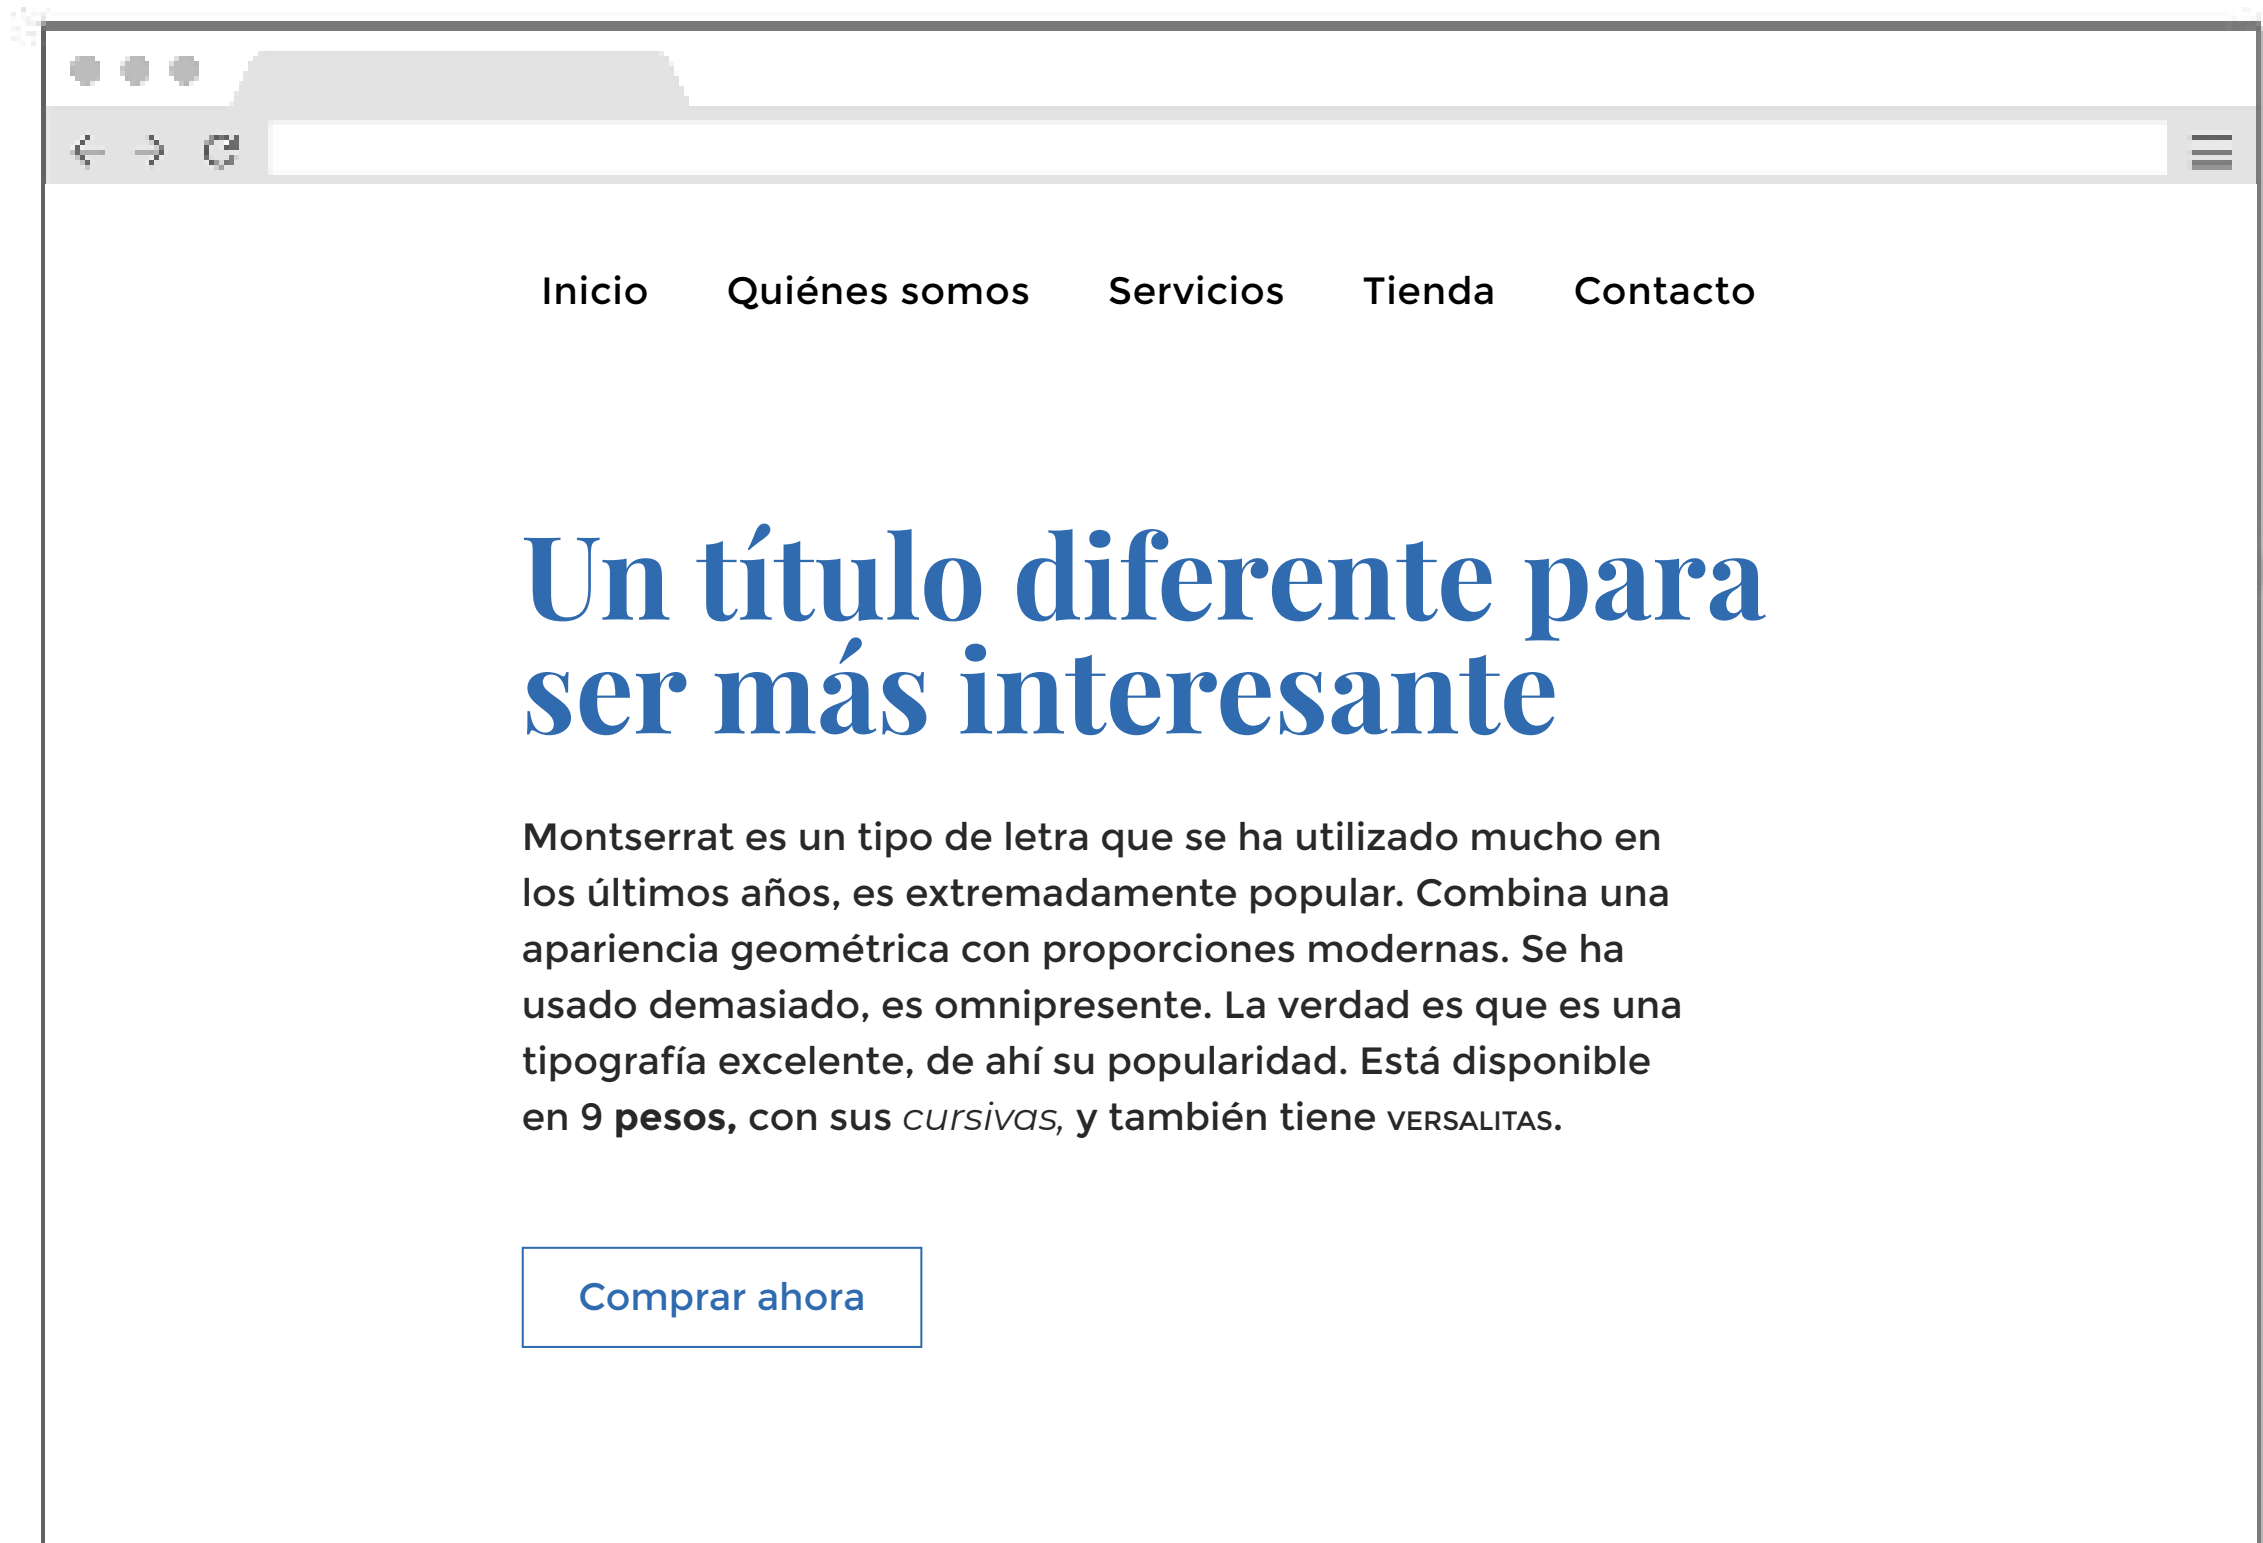 Inicio Quiénes somos Servicios Tienda Contacto
Un título diferente para
ser más interesante
Montserrat es un tipo de letra que se ha utilizado mucho en
los últimos años, es extremadamente popular. Combina una
apariencia geométrica con proporciones modernas. Se ha
usado demasiado, es omnipresente. La verdad es que es una
tipografía excelente, de ahí su popularidad. Está disponible
en 9 pesos, con sus cursivas, y también tiene VERSALITAS.
Comprar ahora